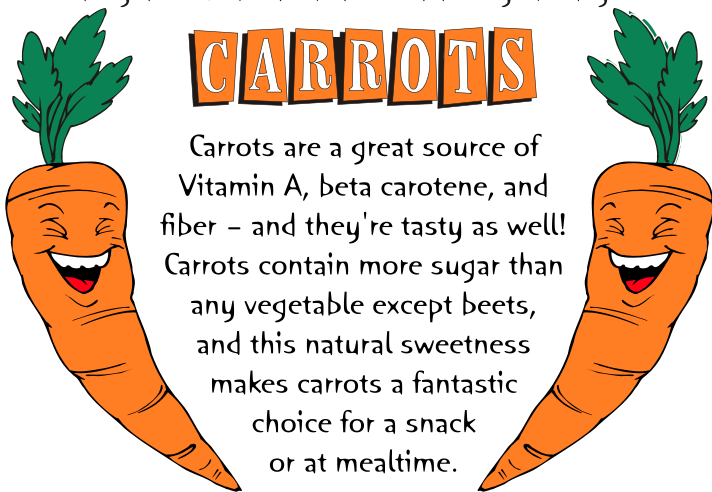 CARROTS
Carrots are a great source of
Vitamin A, beta carotene, and
fiber – and they're tasty as well!
Carrots contain more sugar than
any vegetable except beets,
and this natural sweetness
makes carrots a fantastic
choice for a snack
or at mealtime.